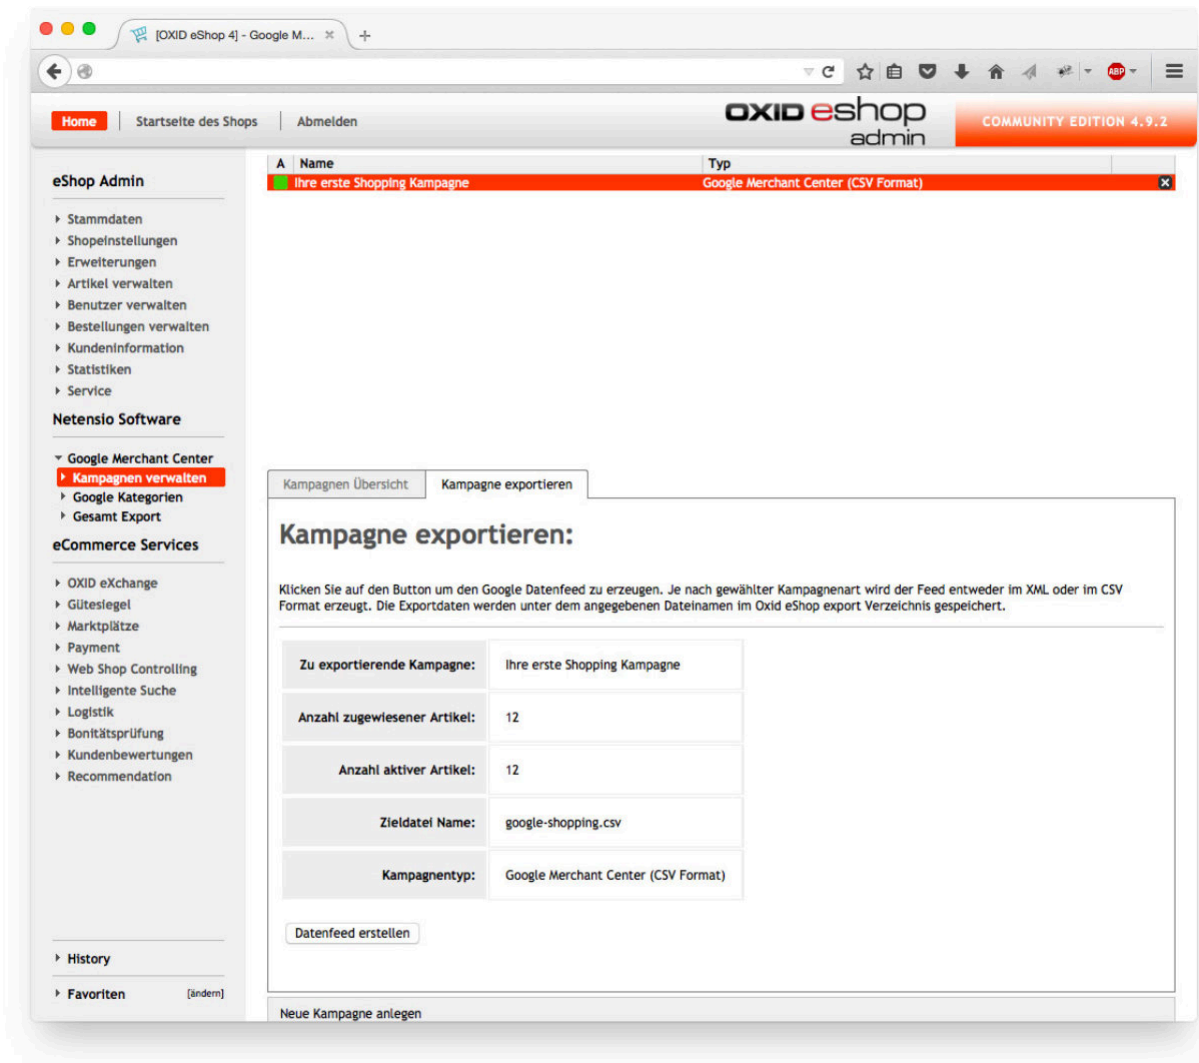 [OXID eShop 4] - Google M...
ABP
Home
Startseite des Shops
Abmelden
OXID eshop
admin
COMMUNITY EDITION 4.9.2
eShop Admin
Stammdaten
Shopeinstellungen
Erweiterungen
Artikel verwalten
Benutzer verwalten
Bestellungen verwalten
Kundeninformation
Statistiken
Service
Netensio Software
Google Merchant Center
Kampagnen verwalten
Google Kategorien
Gesamt Export
eCommerce Services
OXID eXchange
Gütesiegel
Marktplätze
Payment
Web Shop Controlling
Intelligente Suche
Logistik
Bonitätsprüfung
Kundenbewertungen
Recommendation
History
Favoriten [ändern]
A Name Typ
Ihre erste Shopping Kampagne Google Merchant Center (CSV Format)
Kampagnen Übersicht Kampagne exportieren
Kampagne exportieren:
Klicken Sie auf den Button um den Google Datenfeed zu erzeugen. Je nach gewählter Kampagnenart wird der Feed entweder im XML oder im CSV
Format erzeugt. Die Exportdaten werden unter dem angegebenen Dateinamen im Oxid eShop export Verzeichnis gespeichert.
Zu exportierende Kampagne: Ihre erste Shopping Kampagne
Anzahl zugewiesener Artikel: 12
Anzahl aktiver Artikel: 12
Zieldatei Name: google-shopping.csv
Kampagnentyp: Google Merchant Center (CSV Format)
Datenfeed erstellen
Neue Kampagne anlegen